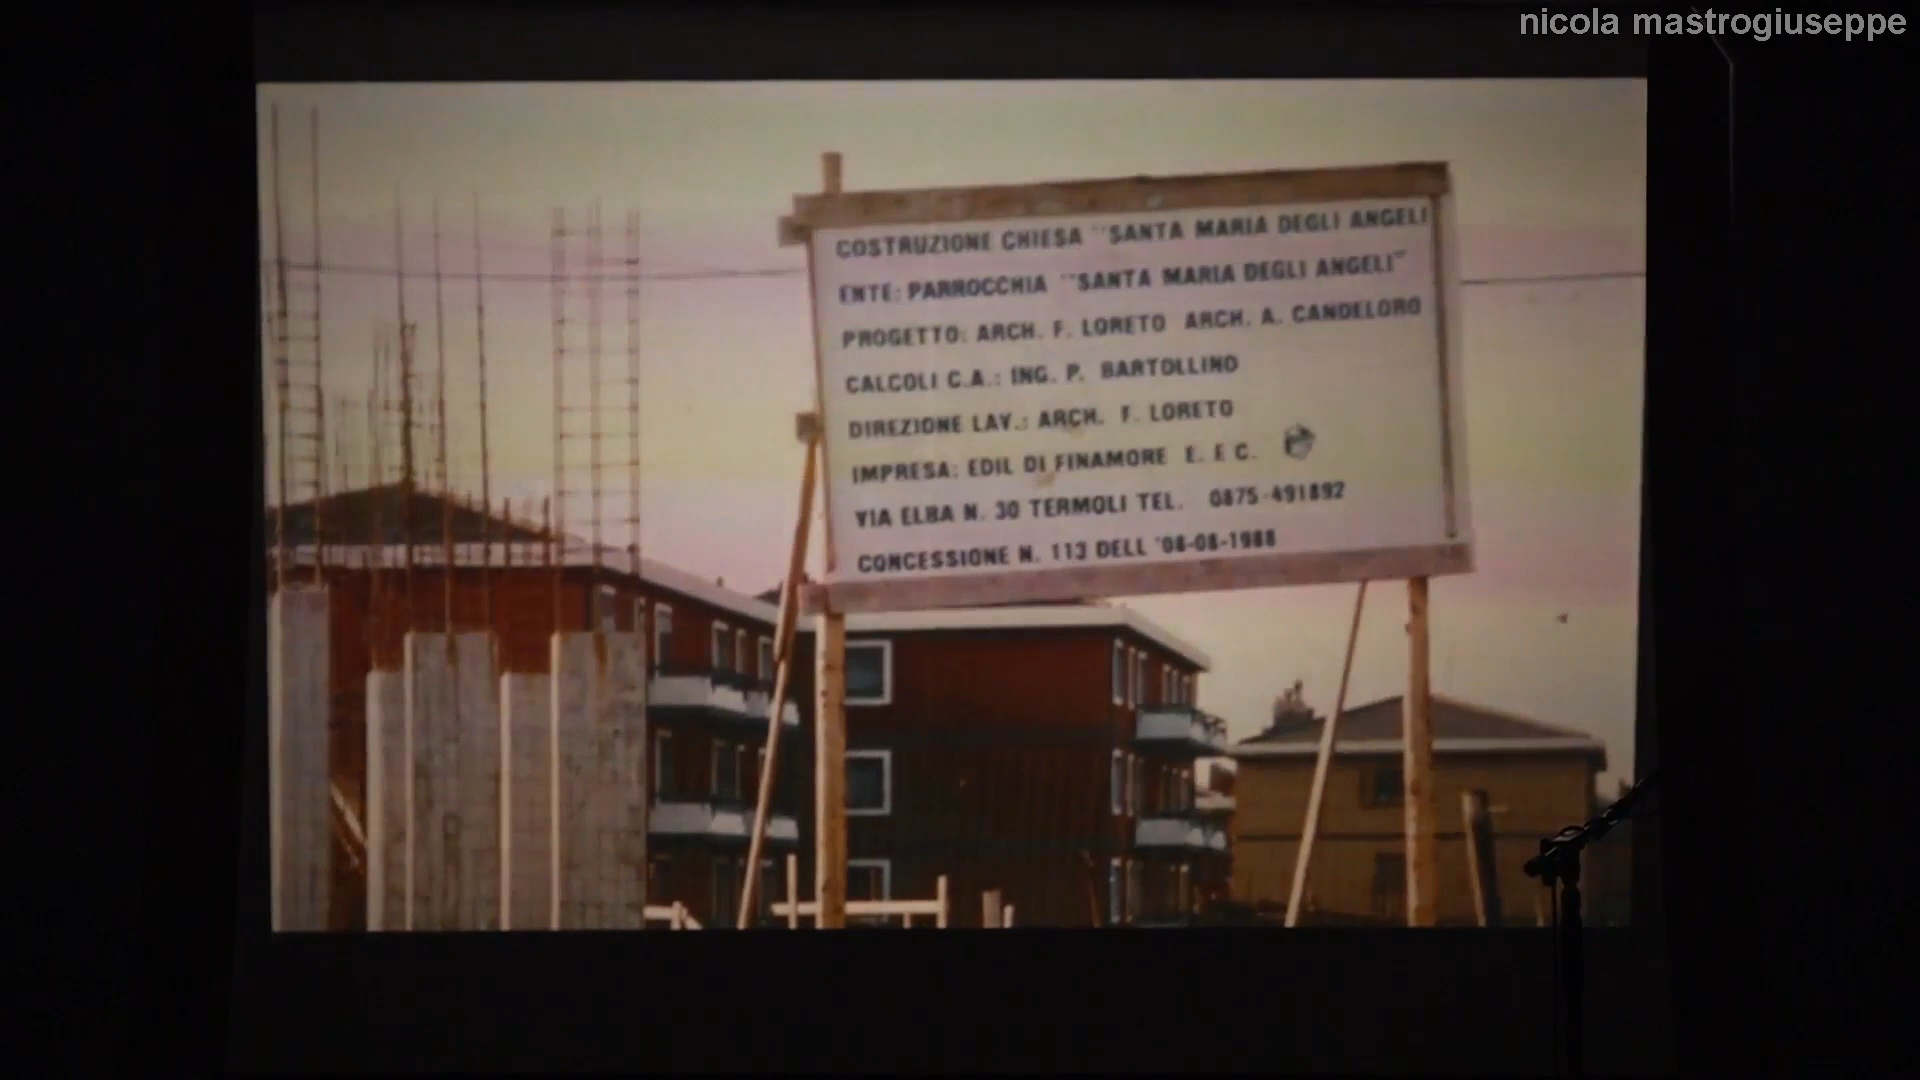 nicola mastrogiuseppe
COSTRUZIONE CHIESA "SANTA MARIA DEGLI ANGELI
ENTE: PARROCCHIA "SANTA MARIA DEGLI ANGELI"
PROGETTO: ARCH. F. LORETO ARCH. A. CANDELORO
CALCOLI C.A.: ING. P. BARTOLLINO
DIREZIONE LAV.: ARCH. F. LORETO
IMPRESA: EDIL DI FINAMORE E. E C.
VIA ELBA N. 30 TERMOLI TEL. 0875-491892
CONCESSIONE N. 113 DELL '08-08-1988